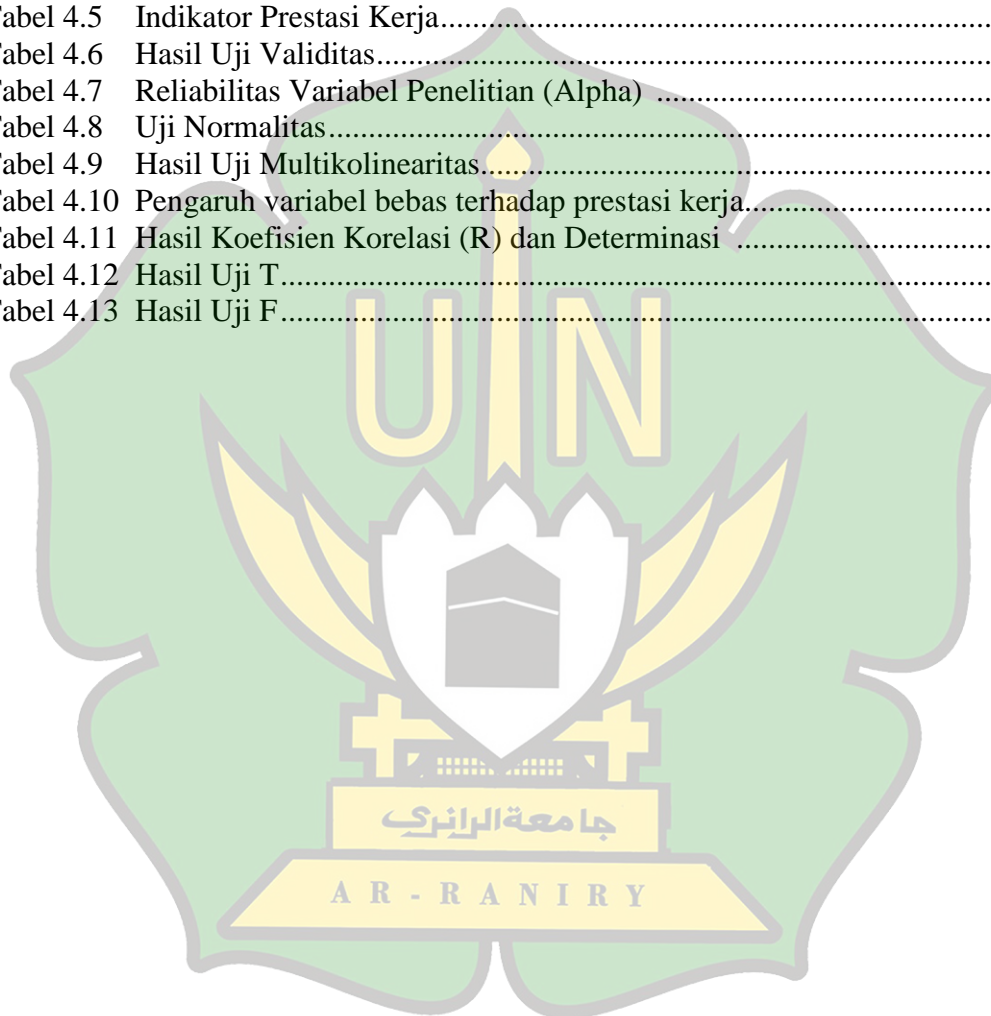 Tabel 4.5 Indikator Prestasi Kerja......................................................................
Tabel 4.6 Hasil Uji Validitas..............................................................................
Tabel 4.7 Reliabilitas Variabel Penelitian (Alpha) ..........................................
Tabel 4.8 Uji Normalitas....................................................................................
Tabel 4.9 Hasil Uji Multikolinearitas.................................................................
Tabel 4.10 Pengaruh variabel bebas terhadap prestasi kerja...............................
Tabel 4.11 Hasil Koefisien Korelasi (R) dan Determinasi ................................
Tabel 4.12 Hasil Uji T..........................................................................................
Tabel 4.13 Hasil Uji F..........................................................................................
UIN
جامعةالرانري
AR-RANIRY